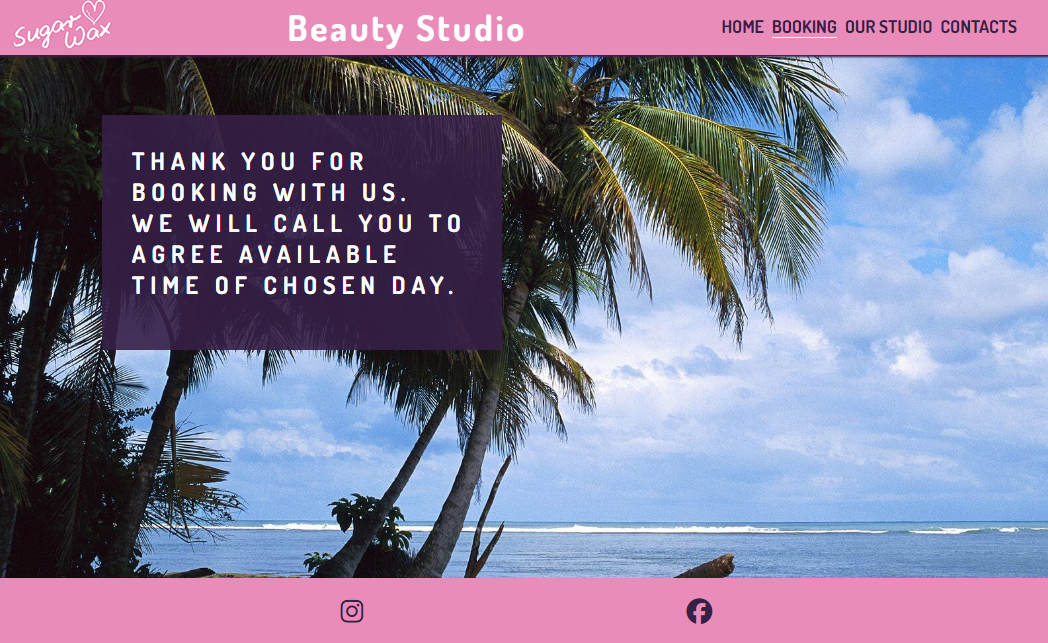 Sugar Wax
Beauty Studio
HOME BOOKING OUR STUDIO CONTACTS
THANK YOU FOR
BOOKING WITH US.
WE WILL CALL YOU TO
AGREE AVAILABLE
TIME OF CHOSEN DAY.